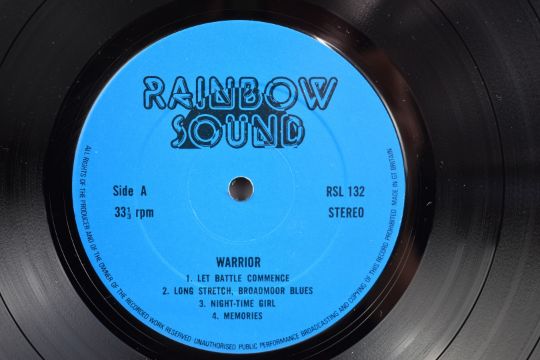 RAINBOW
SOUND
Side A
RSL 132
33⅓ rpm
STEREO
WARRIOR
1. LET BATTLE COMMENCE
2. LONG STRETCH, BROADMOOR BLUES
3. NIGHT-TIME GIRL
4. MEMORIES
ALL RIGHTS OF THE PRODUCER AND OF THE OWNER OF THE RECORDED WORK RESERVED UNAUTHORISED PUBLIC PERFORMANCE BROADCASTING AND COPYING OF THIS RECORD PROHIBITED MADE IN GT BRITAIN